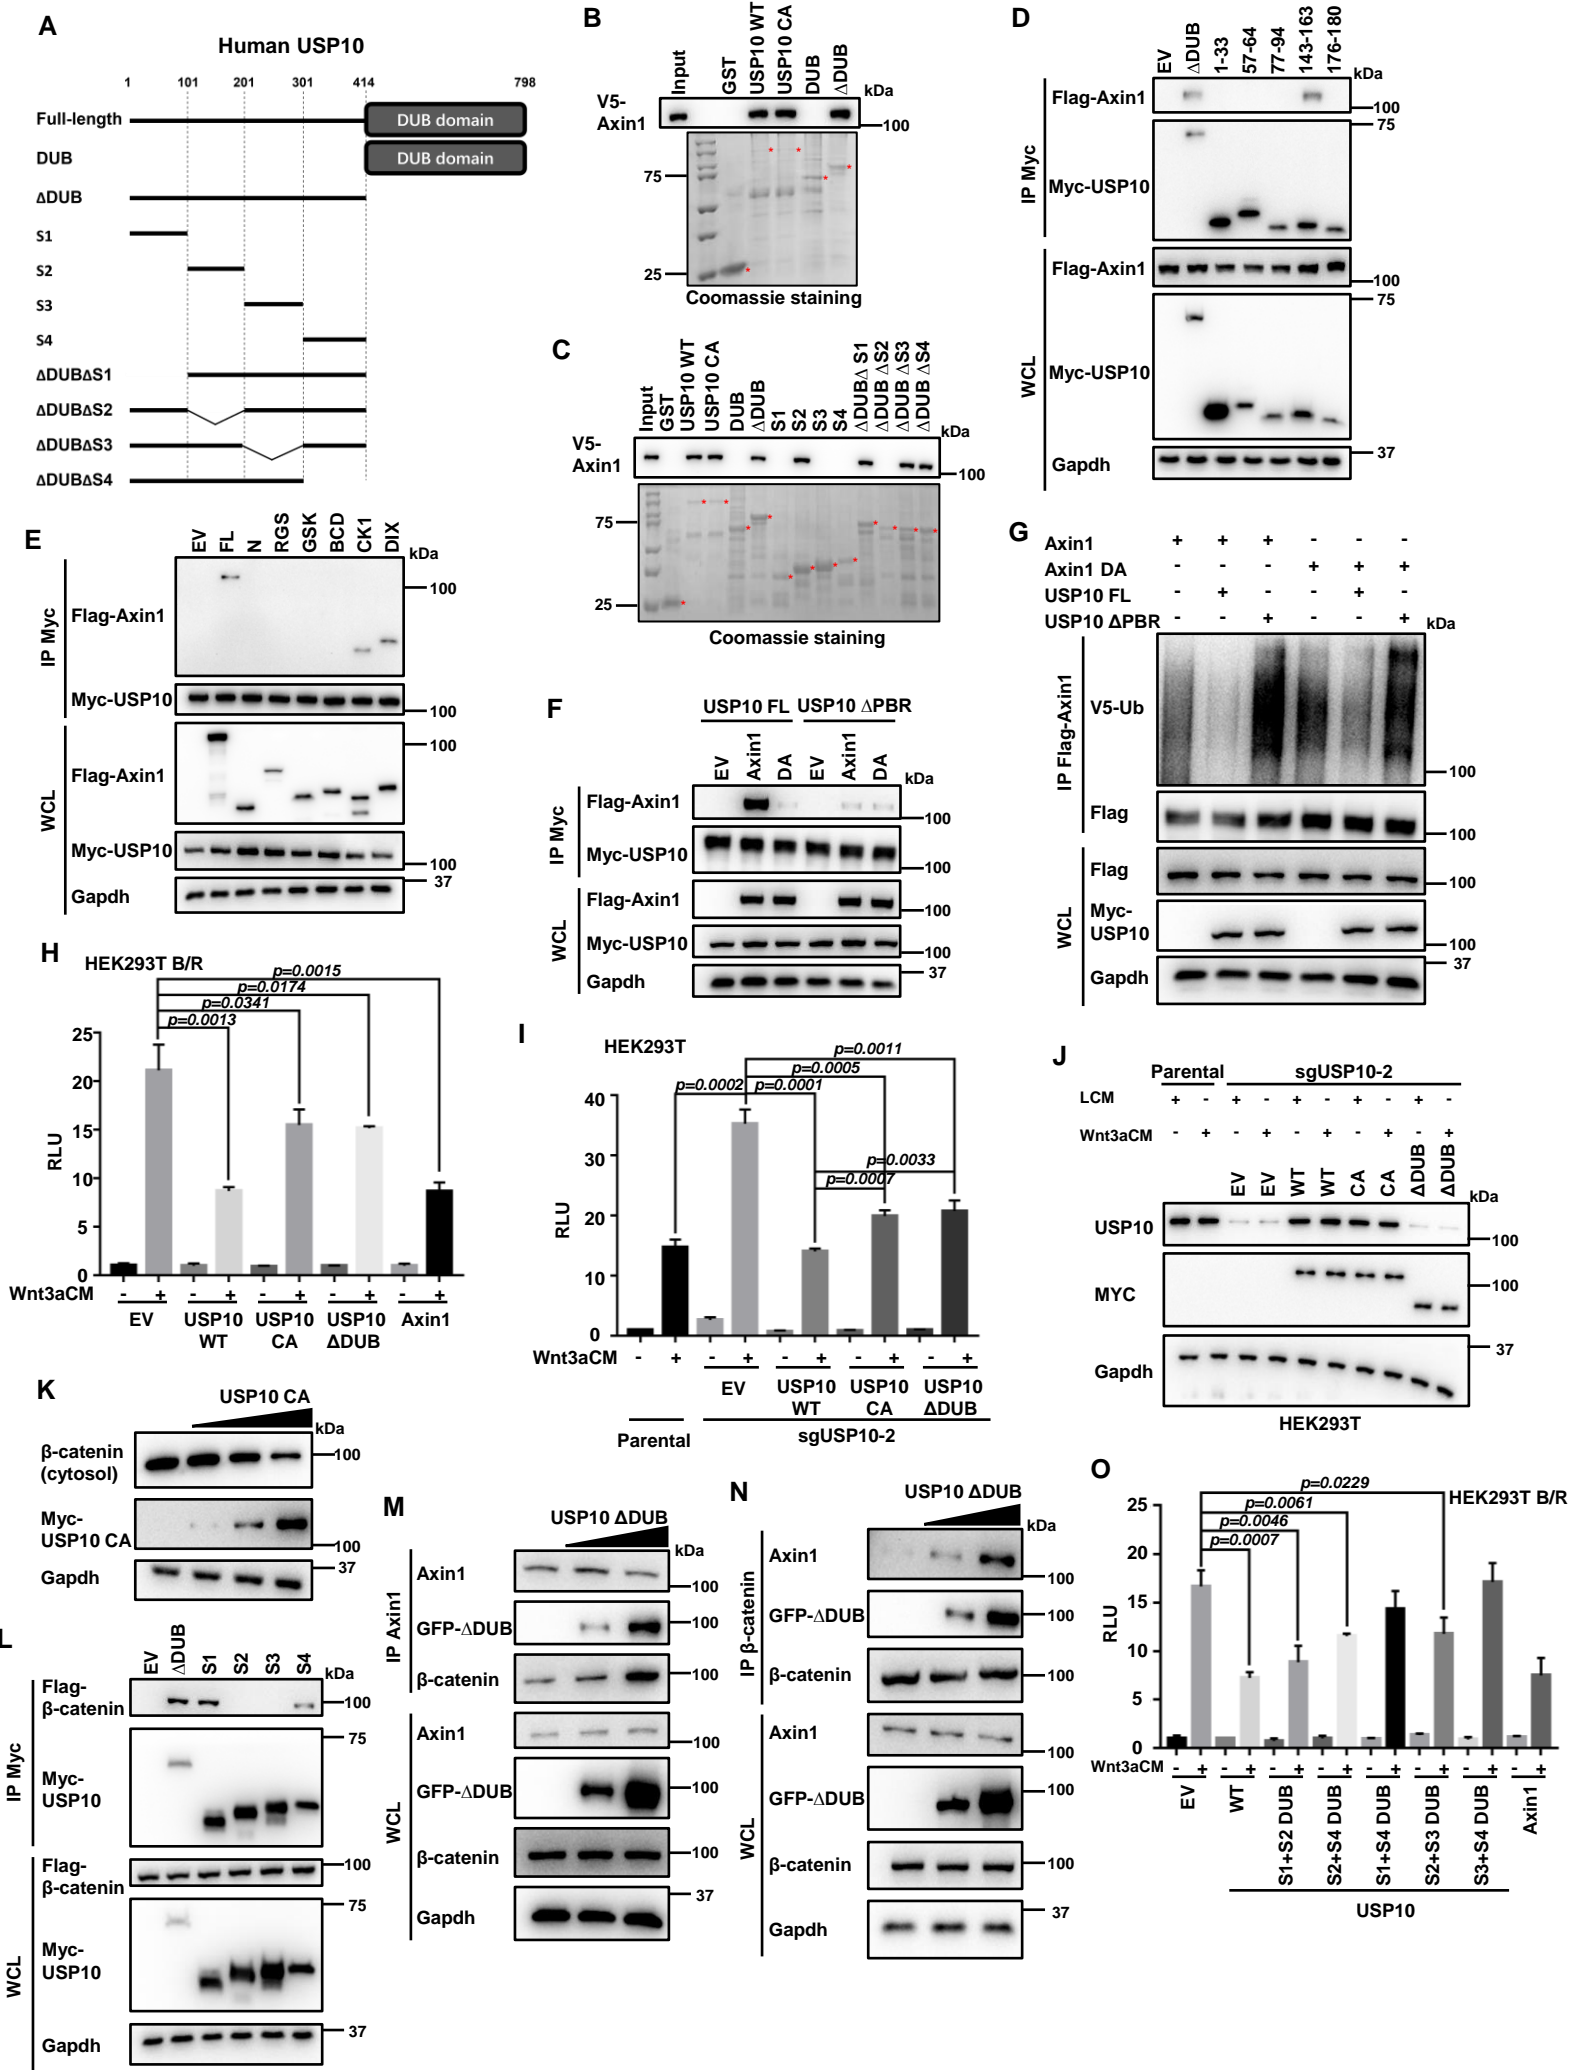 A
Human USP10
1 101 201 301 414 798
Full-length DUB domain
DUB DUB domain
ΔDUB
S1
S2
S3
S4
ΔDUBΔS1
ΔDUBΔS2
ΔDUBΔS3
ΔDUBΔS4
B
Input GST USP10 WT USP10 CA DUB ΔDUB
kDa
V5-
Axin1
100
75
25
Coomassie staining
C
Input GST USP10 WT USP10 CA DUB ΔDUB S1 S2 S3 S4 ΔDUBΔ S1 ΔDUB ΔS2 ΔDUB ΔS3 ΔDUB ΔS4
kDa
V5-
Axin1
100
75
25
Coomassie staining
D
EV ΔDUB 1-33 57-64 77-94 143-163 176-180
kDa
IP Myc
Flag-Axin1
100
75
Myc-USP10
WCL
Flag-Axin1
100
75
Myc-USP10
Gapdh
37
E
EV FL N RGS GSK BCD CK1 DIX
kDa
IP Myc
100
Flag-Axin1
Myc-USP10
100
WCL
100
Flag-Axin1
Myc-USP10
100
37
Gapdh
F
USP10 FL USP10 ΔPBR
EV Axin1 DA EV Axin1 DA
kDa
IP Myc
Flag-Axin1
100
Myc-USP10
100
WCL
Flag-Axin1
100
Myc-USP10
100
37
Gapdh
G
Axin1 + + + - - -
Axin1 DA - - - + + +
USP10 FL - + - - + -
USP10 ΔPBR - - + - - +
kDa
IP Flag-Axin1
V5-Ub
100
Flag
100
WCL
Flag
100
Myc-
USP10
100
37
Gapdh
H
HEK293T B/R
p=0.0015
p=0.0174
p=0.0341
p=0.0013
RLU
25
20
15
10
5
0
Wnt3aCM - + - + - + - + - +
EV USP10 WT USP10 CA USP10 ΔDUB Axin1
I
HEK293T
p=0.0011
p=0.0005
p=0.0002 p=0.0001
p=0.0033
p=0.0007
RLU
40
30
20
10
0
Wnt3aCM - + - + - + - + - +
EV USP10 WT USP10 CA USP10 ΔDUB
Parental sgUSP10-2
J
Parental sgUSP10-2
LCM + - + - + - + - + -
Wnt3aCM - + - + - + - + - +
EV EV WT WT CA CA ΔDUB ΔDUB
kDa
USP10
100
MYC
100
37
Gapdh
HEK293T
K
USP10 CA
kDa
β-catenin
(cytosol)
100
Myc-
USP10 CA
100
37
Gapdh
L
EV ΔDUB S1 S2 S3 S4
kDa
IP Myc
Flag-
β-catenin
100
75
Myc-
USP10
WCL
Flag-
β-catenin
100
75
Myc-
USP10
37
Gapdh
M
USP10 ΔDUB
kDa
IP Axin1
Axin1
100
GFP-ΔDUB
100
β-catenin
100
WCL
Axin1
100
GFP-ΔDUB
100
β-catenin
100
37
Gapdh
N
USP10 ΔDUB
kDa
IP β-catenin
Axin1
100
GFP-ΔDUB
100
β-catenin
100
WCL
Axin1
100
GFP-ΔDUB
100
β-catenin
100
37
Gapdh
O
HEK293T B/R
p=0.0229
p=0.0061
p=0.0046
p=0.0007
RLU
25
20
15
10
5
0
Wnt3aCM - + - + - + - + - + - + - + - +
EV WT S1+S2 DUB S2+S4 DUB S1+S4 DUB S2+S3 DUB S3+S4 DUB Axin1
USP10